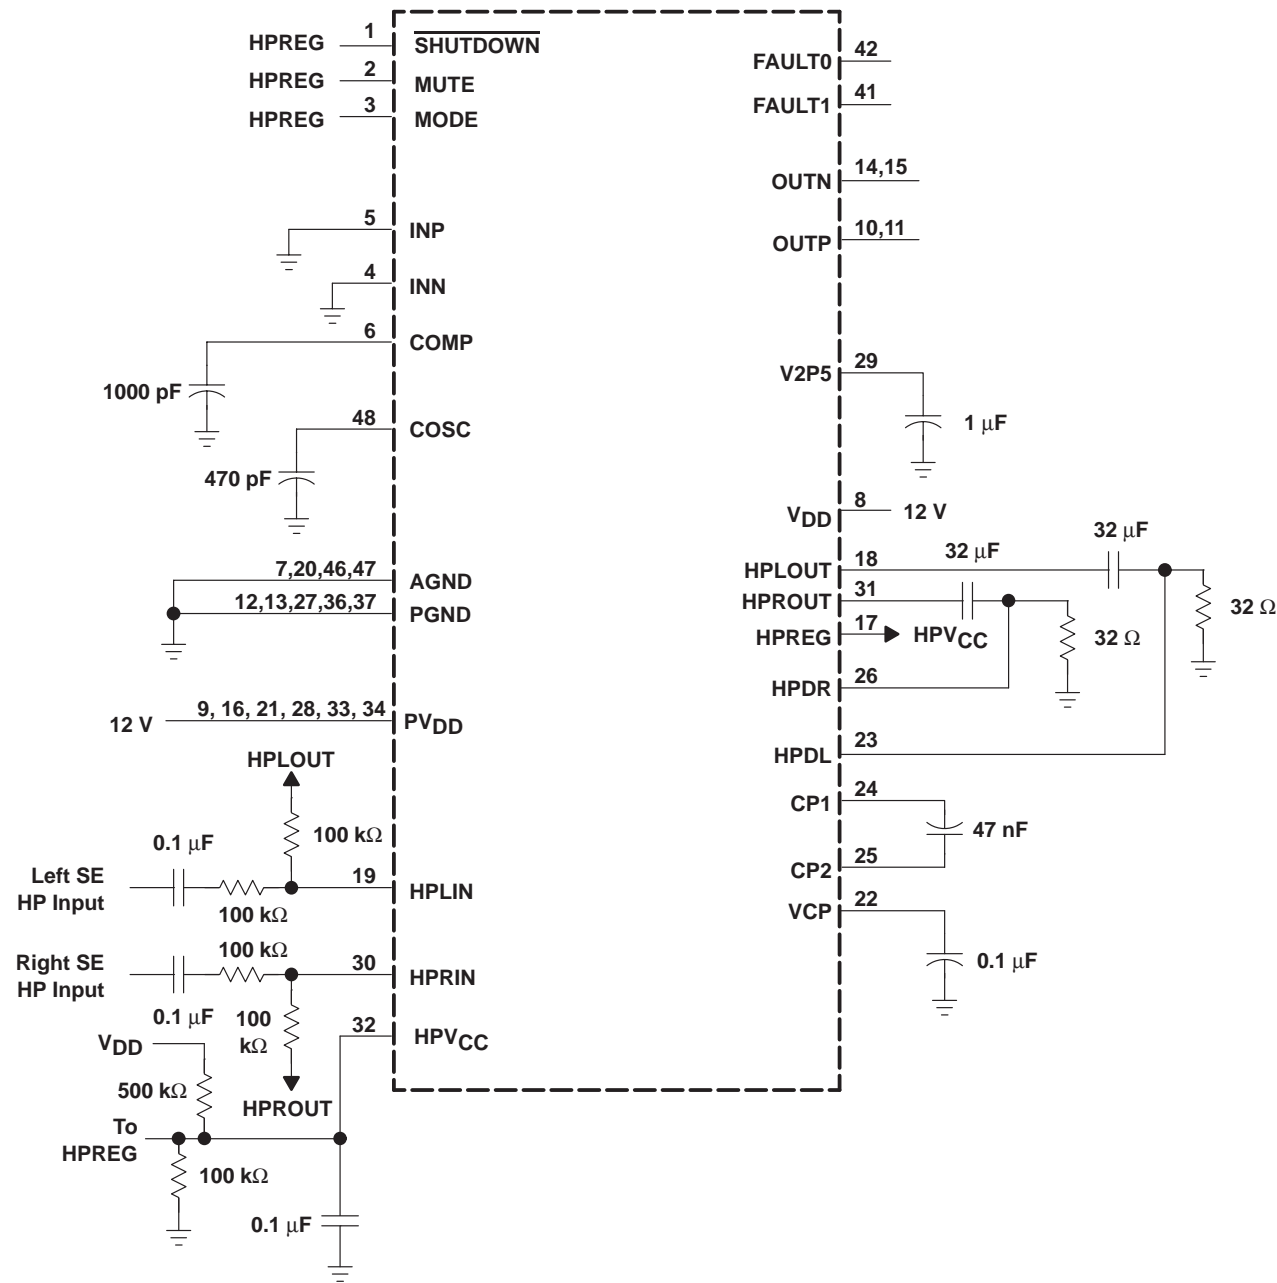 HPREG 1 SHUTDOWN
HPREG 2 MUTE
HPREG 3 MODE
5 INP
4 INN
6 COMP
1000 pF
48 COSC
470 pF
7,20,46,47 AGND
12,13,27,36,37 PGND
12 V 9, 16, 21, 28, 33, 34 PVDD
HPLOUT
100 kΩ
0.1 μF
Left SE
HP Input
19 HPLIN
100 kΩ
100 kΩ
Right SE
HP Input
30 HPRIN
0.1 μF
100
kΩ
32 HPVCC
VDD
500 kΩ
HPROUT
To
HPREG
100 kΩ
0.1 μF
FAULT0 42
FAULT1 41
OUTN 14,15
OUTP 10,11
V2P5 29
1 μF
VDD 8 12 V
32 μF
32 μF
HPLOUT 18
HPROUT 31
32 Ω
HPREG 17 HPVCC
32 Ω
HPDR 26
HPDL 23
CP1 24
47 nF
CP2 25
VCP 22
0.1 μF